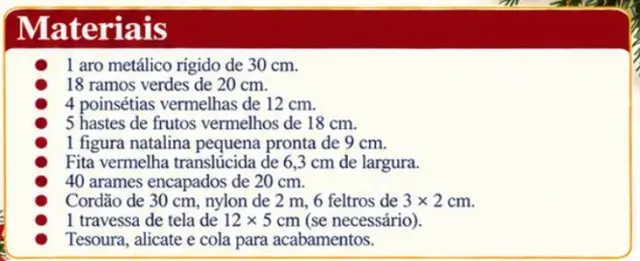 Materiais
1 aro metálico rígido de 30 cm.
18 ramos verdes de 20 cm.
4 poinsétias vermelhas de 12 cm.
5 hastes de frutos vermelhos de 18 cm.
1 figura natalina pequena pronta de 9 cm.
Fita vermelha translúcida de 6,3 cm de largura.
40 arames encapados de 20 cm.
Cordão de 30 cm, nylon de 2 m, 6 feltros de 3 × 2 cm.
1 travessa de tela de 12 × 5 cm (se necessário).
Tesoura, alicate e cola para acabamentos.